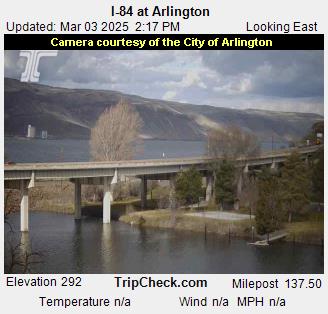 I-84 at Arlington
Updated: Mar 03 2025 2:17 PM Looking East
Camera courtesy of the City of Arlington
Elevation 292 TripCheck.com Milepost 137.50
Temperature n/a Wind n/a MPH n/a